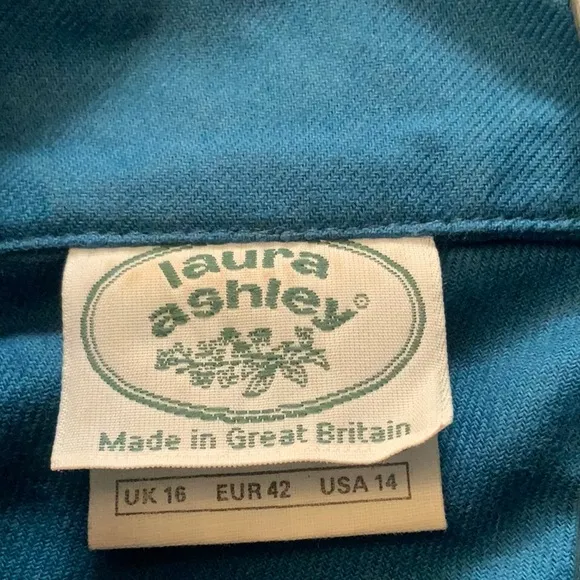 laura
ashley©
Made in Great Britain
UK 16 EUR 42 USA 14